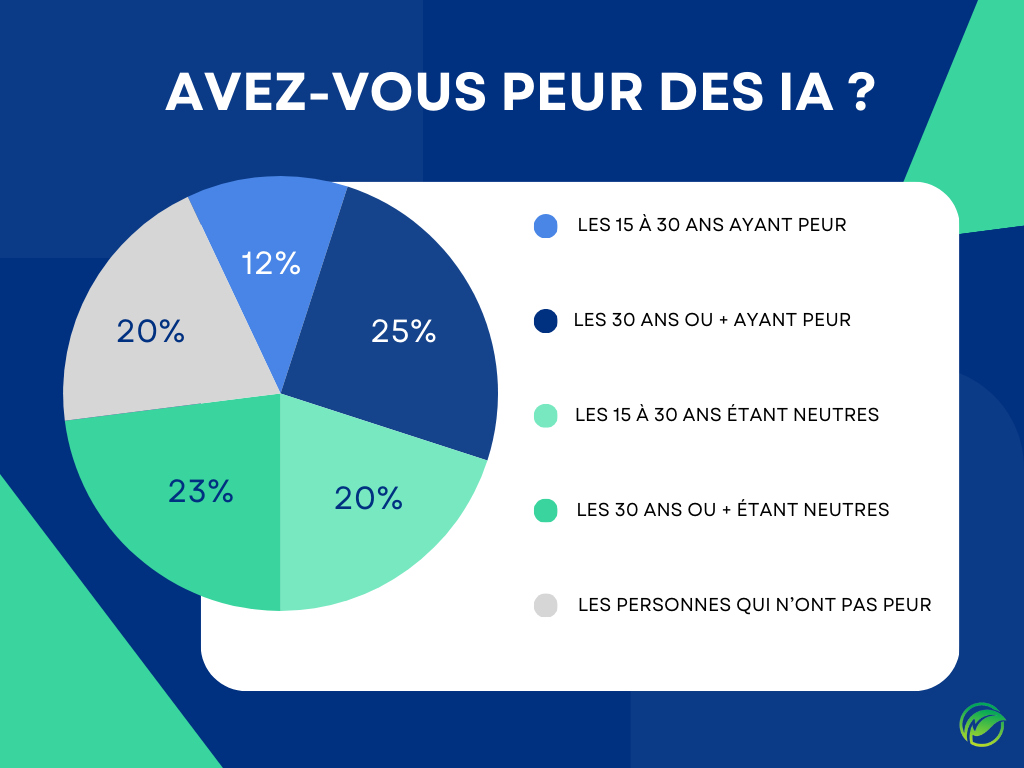 AVEZ-VOUS PEUR DES IA ?
12%
25%
20%
23%
20%
LES 15 À 30 ANS AYANT PEUR
LES 30 ANS OU + AYANT PEUR
LES 15 À 30 ANS ÉTANT NEUTRES
LES 30 ANS OU + ÉTANT NEUTRES
LES PERSONNES QUI N’ONT PAS PEUR